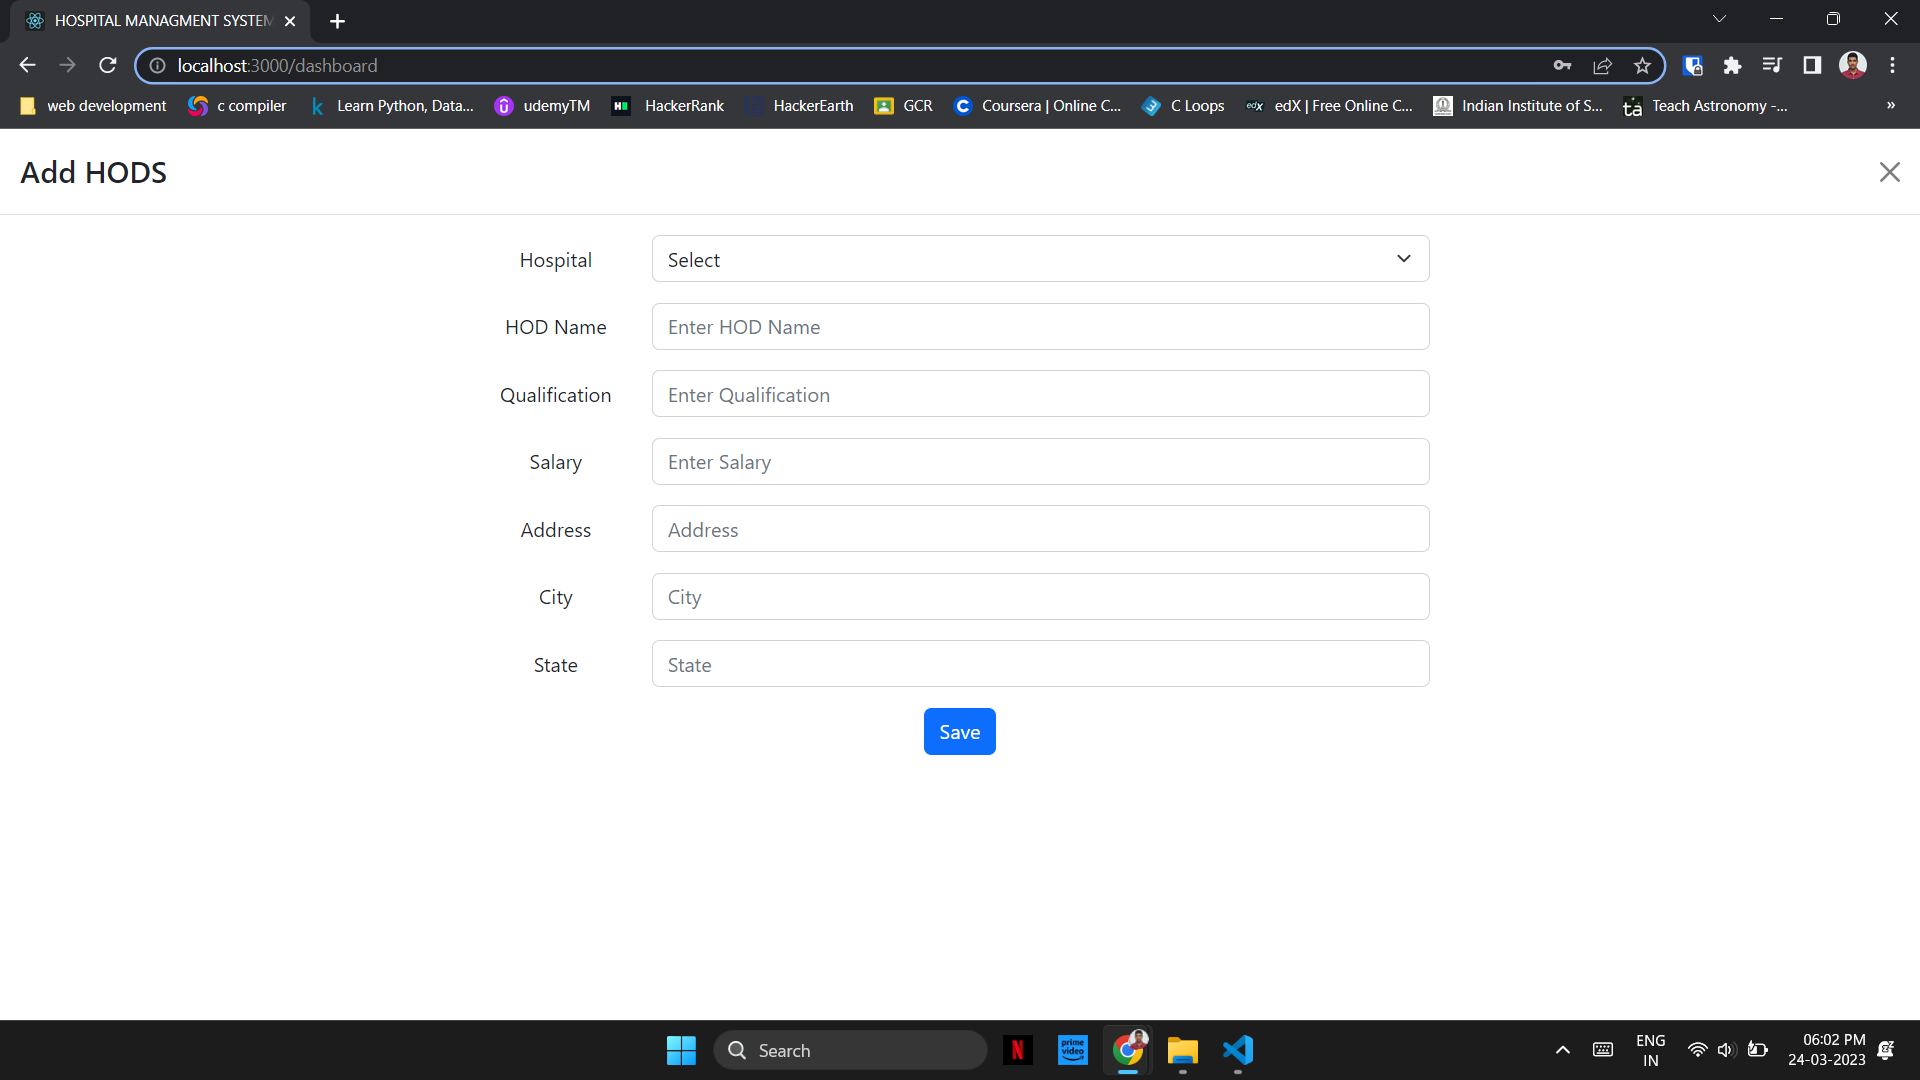 HOSPITAL MANAGMENT SYSTEM
localhost:3000/dashboard
web development c compiler k Learn Python, Data... udemyTM HackerRank HackerEarth GCR Coursera | Online C... C Loops edX | Free Online C... Indian Institute of S... ta Teach Astronomy -... »
Add HODS
Hospital Select
HOD Name Enter HOD Name
Qualification Enter Qualification
Salary Enter Salary
Address Address
City City
State State
Save
Search N prime video ENG IN 06:02 PM
24-03-2023